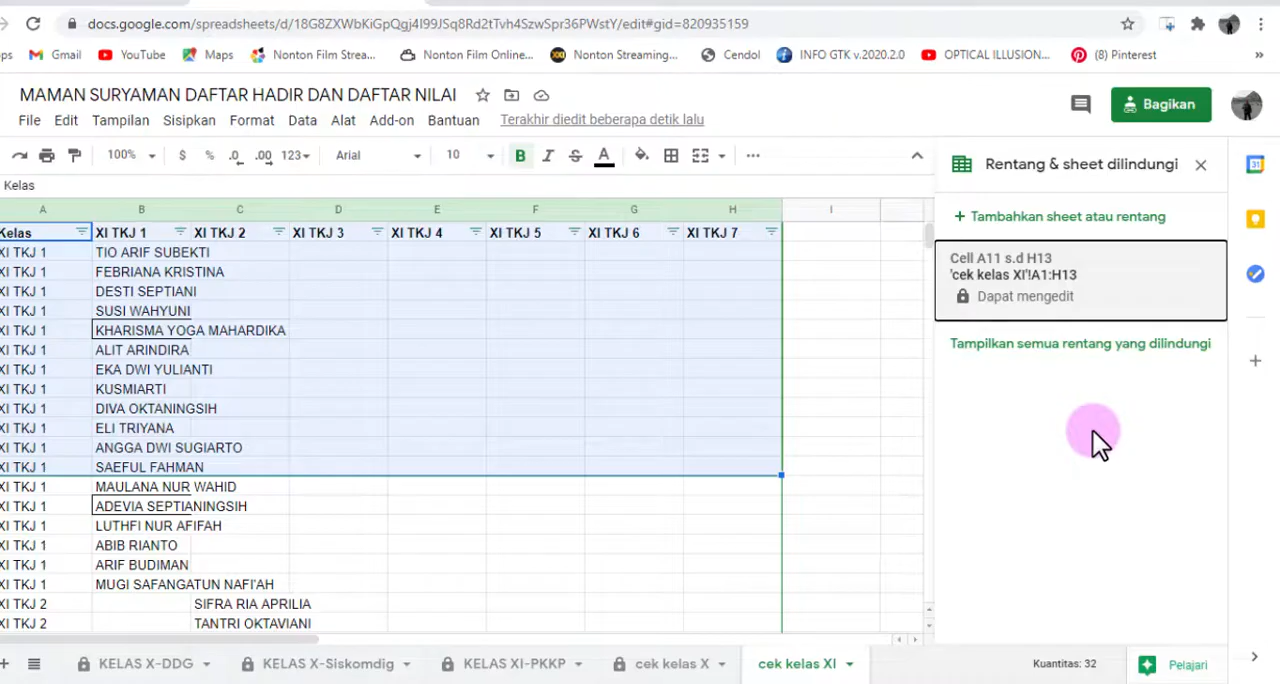 docs.google.com/spreadsheets/d/18G8ZXWbKiGpQgj4I99JSq8Rd2tTvh4SzwSpr36PWstY/edit#gid=820935159
ps Gmail YouTube Maps Nonton Film Strea... Nonton Film Online... Nonton Streaming... Cendol INFO GTK v.2020.2.0 OPTICAL ILLUSION... (8) Pinterest »
MAMAN SURYAMAN DAFTAR HADIR DAN DAFTAR NILAI
Bagikan
File Edit Tampilan Sisipkan Format Data Alat Add-on Bantuan Terakhir diedit beberapa detik lalu
100% $ % .0 .00 123 Arial 10 B I S A ...
Kelas
A B C D E F G H I
Kelas XI TKJ 1 XI TKJ 2 XI TKJ 3 XI TKJ 4 XI TKJ 5 XI TKJ 6 XI TKJ 7
XI TKJ 1 TIO ARIF SUBEKTI
XI TKJ 1 FEBRIANA KRISTINA
XI TKJ 1 DESTI SEPTIANI
XI TKJ 1 SUSI WAHYUNI
XI TKJ 1 KHARISMA YOGA MAHARDIKA
XI TKJ 1 ALIT ARINDIRA
XI TKJ 1 EKA DWI YULIANTI
XI TKJ 1 KUSMIARTI
XI TKJ 1 DIVA OKTANINGSIH
XI TKJ 1 ELI TRIYANA
XI TKJ 1 ANGGA DWI SUGIARTO
XI TKJ 1 SAEFUL FAHMAN
XI TKJ 1 MAULANA NUR WAHID
XI TKJ 1 ADEVIA SEPTIANINGSIH
XI TKJ 1 LUTHFI NUR AFIFAH
XI TKJ 1 ABIB RIANTO
XI TKJ 1 ARIF BUDIMAN
XI TKJ 1 MUGI SAFANGATUN NAFI'AH
XI TKJ 2 SIFRA RIA APRILIA
XI TKJ 2 TANTRI OKTAVIANI
Rentang & sheet dilindungi
31
+ Tambahkan sheet atau rentang
Cell A11 s.d H13
'cek kelas XI'!A1:H13
Dapat mengedit
Tampilkan semua rentang yang dilindungi
KELAS X-DDG KELAS X-Siskomdig KELAS XI-PKKP cek kelas X cek kelas XI Kuantitas: 32 Pelajari